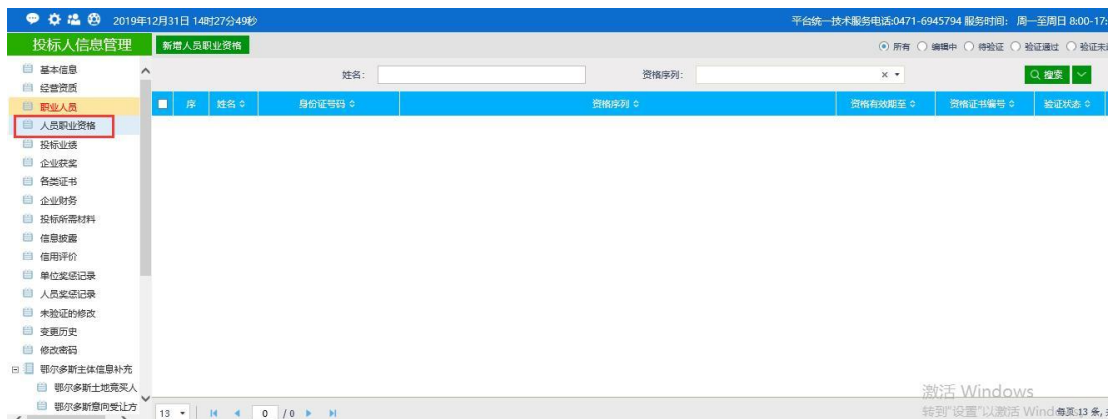 2019年12月31日 14时27分49秒 平台统一技术服务电话:0471-6945794 服务时间: 周一至周日 8:00-17:
投标人信息管理 新增人员职业资格 所有 编辑中 待验证 验证通过 验证未
基本信息 姓名: 资格序列: 搜索
经营资质
职业人员 序 姓名 身份证号码 资格序列 资格有效期至 资格证书编号 验证状态
人员职业资格
投标业绩
企业获奖
各类证书
企业财务
投标所需材料
信息披露
信用评价
单位奖惩记录
人员奖惩记录
未验证的修改
变更历史
修改密码
鄂尔多斯主体信息补充
鄂尔多斯土地竞买人 激活 Windows
鄂尔多斯意向受让方 13 0 / 0 转到"设置"以激活 Wind 每页:13 条,